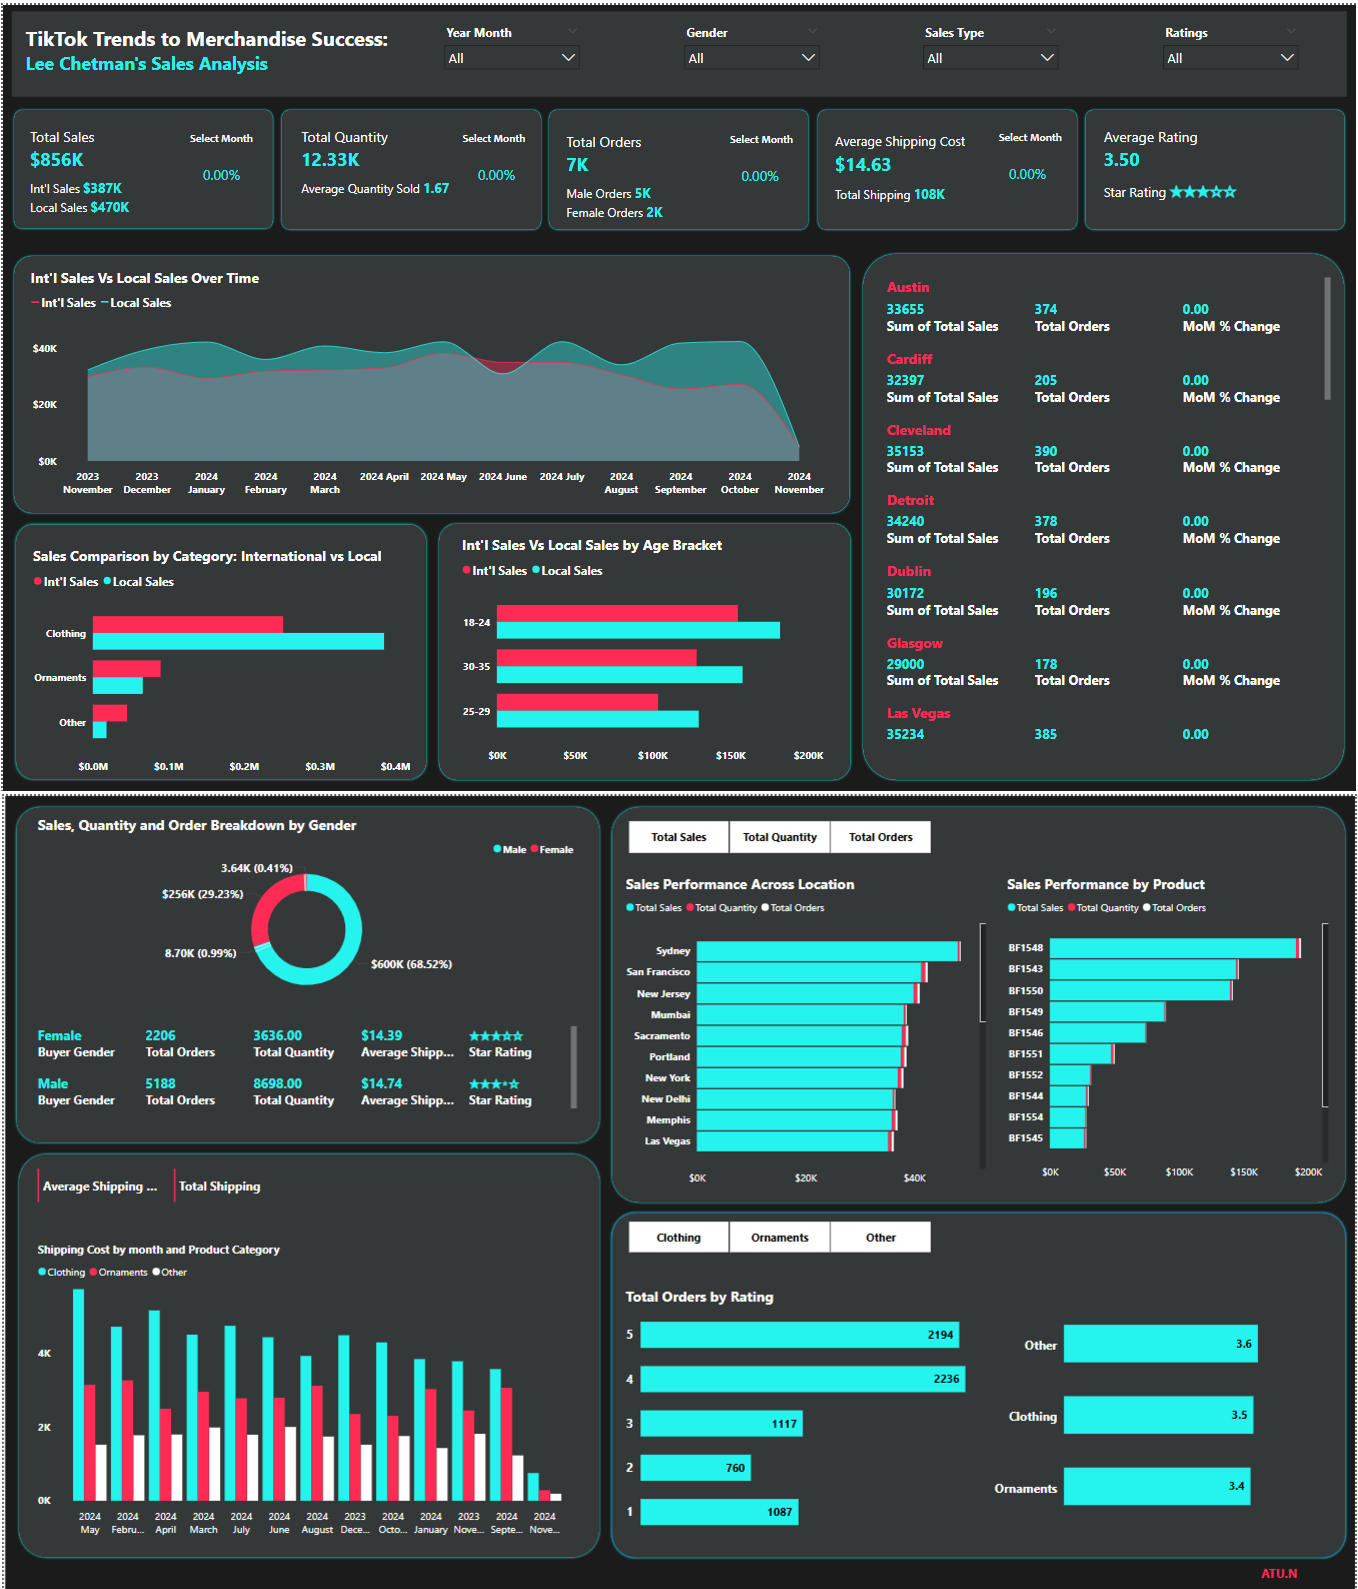 TikTok Trends to Merchandise Success:
Lee Chetman's Sales Analysis
Year Month
All
Gender
All
Sales Type
All
Ratings
All
Total Sales
Select Month
$856K
0.00%
Int'l Sales $387K
Local Sales $470K
Total Quantity
Select Month
12.33K
0.00%
Average Quantity Sold 1.67
Total Orders
Select Month
7K
0.00%
Male Orders 5K
Female Orders 2K
Average Shipping Cost
Select Month
$14.63
0.00%
Total Shipping 108K
Average Rating
3.50
Star Rating ★★★☆☆
Int'l Sales Vs Local Sales Over Time
Int'l Sales Local Sales
$40K
$20K
$0K
2023 November
2023 December
2024 January
2024 February
2024 March
2024 April
2024 May
2024 June
2024 July
2024 August
2024 September
2024 October
2024 November
Sales Comparison by Category: International vs Local
Int'l Sales Local Sales
Clothing
Ornaments
Other
$0.0M $0.1M $0.2M $0.3M $0.4M
Int'l Sales Vs Local Sales by Age Bracket
Int'l Sales Local Sales
18-24
30-35
25-29
$0K $50K $100K $150K $200K
Austin
33655 374 0.00
Sum of Total Sales Total Orders MoM % Change
Cardiff
32397 205 0.00
Sum of Total Sales Total Orders MoM % Change
Cleveland
35153 390 0.00
Sum of Total Sales Total Orders MoM % Change
Detroit
34240 378 0.00
Sum of Total Sales Total Orders MoM % Change
Dublin
30172 196 0.00
Sum of Total Sales Total Orders MoM % Change
Glasgow
29000 178 0.00
Sum of Total Sales Total Orders MoM % Change
Las Vegas
35234 385 0.00
Sales, Quantity and Order Breakdown by Gender
Male Female
3.64K (0.41%)
$256K (29.23%)
8.70K (0.99%)
$600K (68.52%)
Female 2206 3636.00 $14.39 ★★★☆☆
Buyer Gender Total Orders Total Quantity Average Shipp... Star Rating
Male 5188 8698.00 $14.74 ★★★⋆☆
Buyer Gender Total Orders Total Quantity Average Shipp... Star Rating
Total Sales Total Quantity Total Orders
Sales Performance Across Location
Total Sales Total Quantity Total Orders
Sydney
San Francisco
New Jersey
Mumbai
Sacramento
Portland
New York
New Delhi
Memphis
Las Vegas
$0K $20K $40K
Sales Performance by Product
Total Sales Total Quantity Total Orders
BF1548
BF1543
BF1550
BF1549
BF1546
BF1551
BF1552
BF1544
BF1554
BF1545
$0K $50K $100K $150K $200K
Average Shipping ... Total Shipping
Shipping Cost by month and Product Category
Clothing Ornaments Other
4K
2K
0K
2024 May
2024 Febru...
2024 April
2024 March
2024 July
2024 June
2024 August
2023 Dece...
2024 Octo...
2024 January
2023 Nove...
2024 Septe...
2024 Nove...
Clothing Ornaments Other
Total Orders by Rating
5 2194
4 2236
3 1117
2 760
1 1087
Other 3.6
Clothing 3.5
Ornaments 3.4
ATU.N